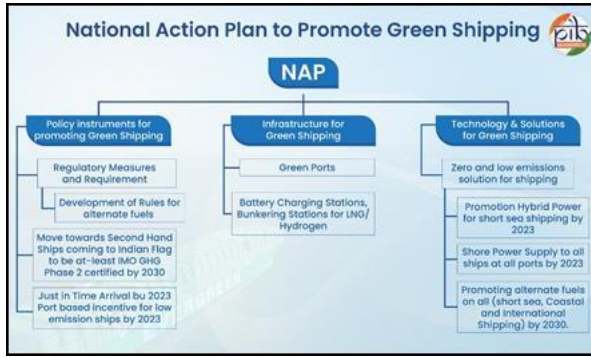 National Action Plan to Promote Green Shipping
pib
NAP
Policy instruments for
promoting Green Shipping
Regulatory Measures
and Requirement
Development of Rules for
alternate fuels
Move towards Second Hand
Ships coming to Indian Flag
to be at-least IMO GHG
Phase 2 certified by 2030
Just in Time Arrival bu 2023
Port based incentive for low
emission ships by 2023
Infrastructure for
Green Shipping
Green Ports
Battery Charging Stations,
Bunkering Stations for LNG/
Hydrogen
Technology & Solutions
for Green Shipping
Zero and low emissions
solution for shipping
Promotion Hybrid Power
for short sea shipping by
2023
Shore Power Supply to all
ships at all ports by 2023
Promoting alternate fuels
on all (short sea, Coastal
and International
Shipping) by 2030.